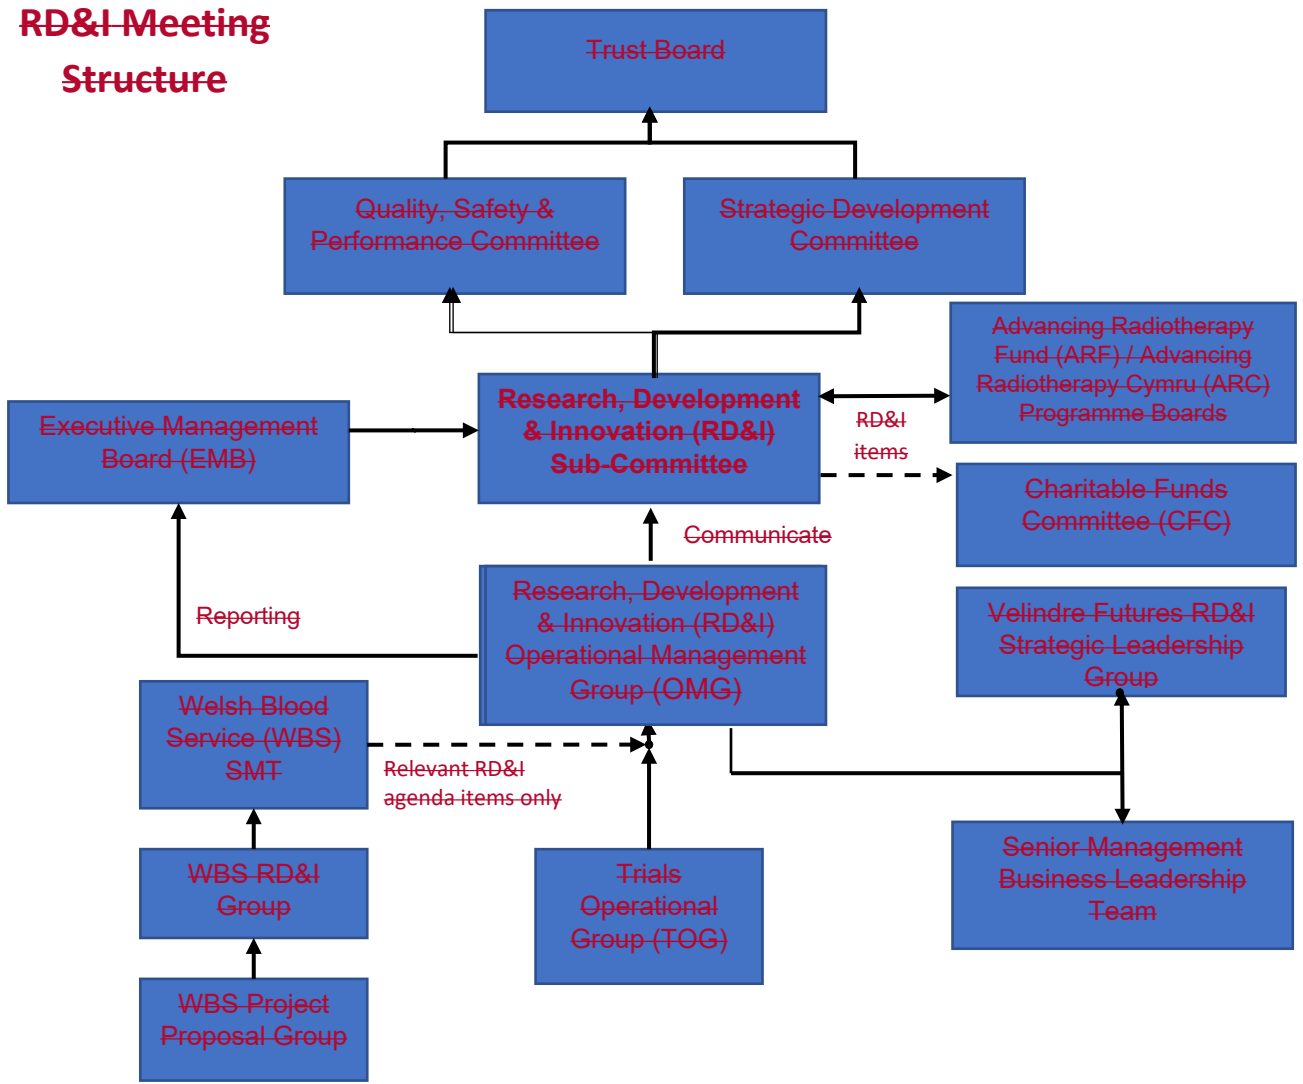 RD&I Meeting
Structure
Trust Board
Quality, Safety &
Performance Committee
Strategic Development
Committee
Advancing Radiotherapy
Fund (ARF) / Advancing
Radiotherapy Cymru (ARC)
Programme Boards
Research, Development
& Innovation (RD&I)
Sub-Committee
Executive Management
Board (EMB)
RD&I
items
Charitable Funds
Committee (CFC)
Communicate
Research, Development
& Innovation (RD&I)
Operational Management
Group (OMG)
Velindre Futures RD&I
Strategic Leadership
Group
Reporting
Welsh Blood
Service (WBS)
SMT
Relevant RD&I
agenda items only
Senior Management
Business Leadership
Team
WBS RD&I
Group
Trials
Operational
Group (TOG)
WBS Project
Proposal Group